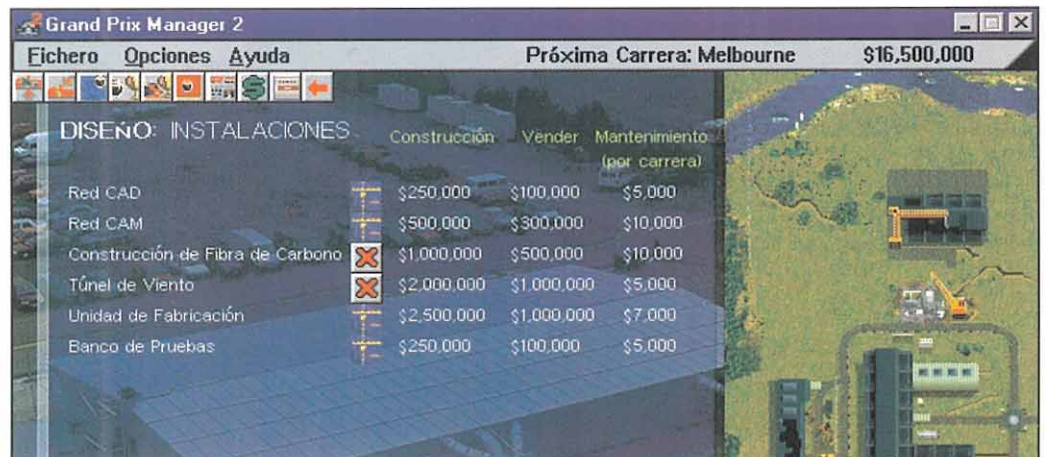 Grand Prix Manager 2
Fichero Opciones Ayuda Próxima Carrera: Melbourne $16,500,000
DISEÑO: INSTALACIONES Construcción Vender Mantenimiento
(por carrera)
Red CAD $250,000 $100,000 $5,000
Red CAM $500,000 $300,000 $10,000
Construcción de Fibra de Carbono $1,000,000 $500,000 $10,000
Túnel de Viento $2,000,000 $1,000,000 $5,000
Unidad de Fabricación $2,500,000 $1,000,000 $7,000
Banco de Pruebas $250,000 $100,000 $5,000